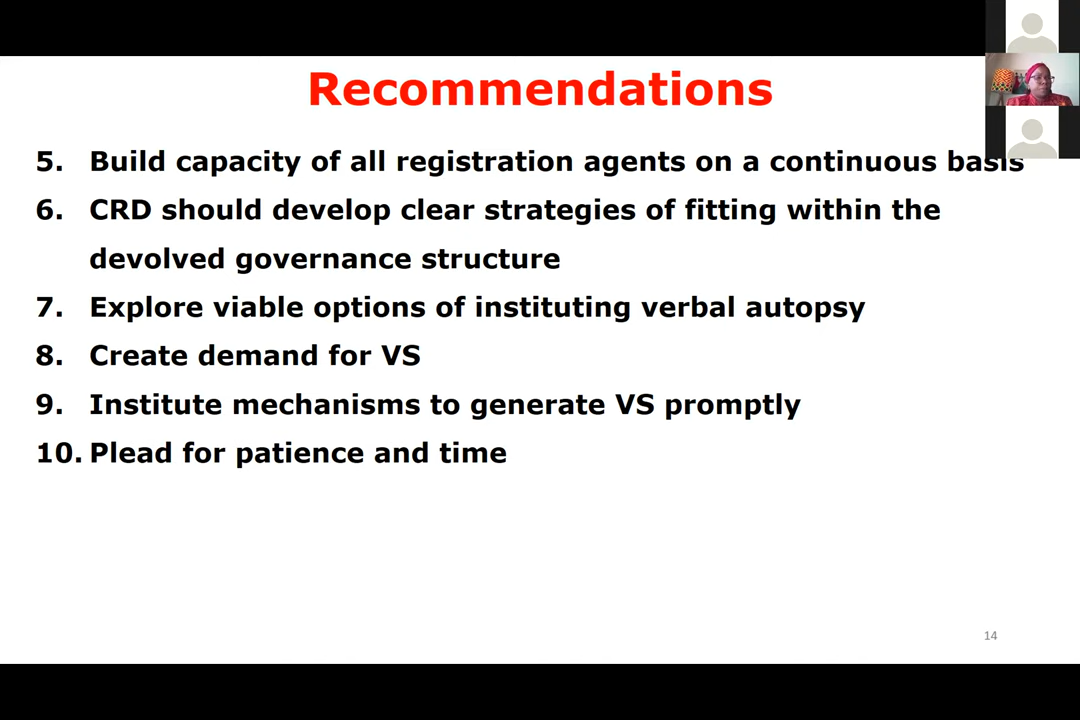 Recommendations
5. Build capacity of all registration agents on a continuous basis
6. CRD should develop clear strategies of fitting within the
devolved governance structure
7. Explore viable options of instituting verbal autopsy
8. Create demand for VS
9. Institute mechanisms to generate VS promptly
10. Plead for patience and time
14